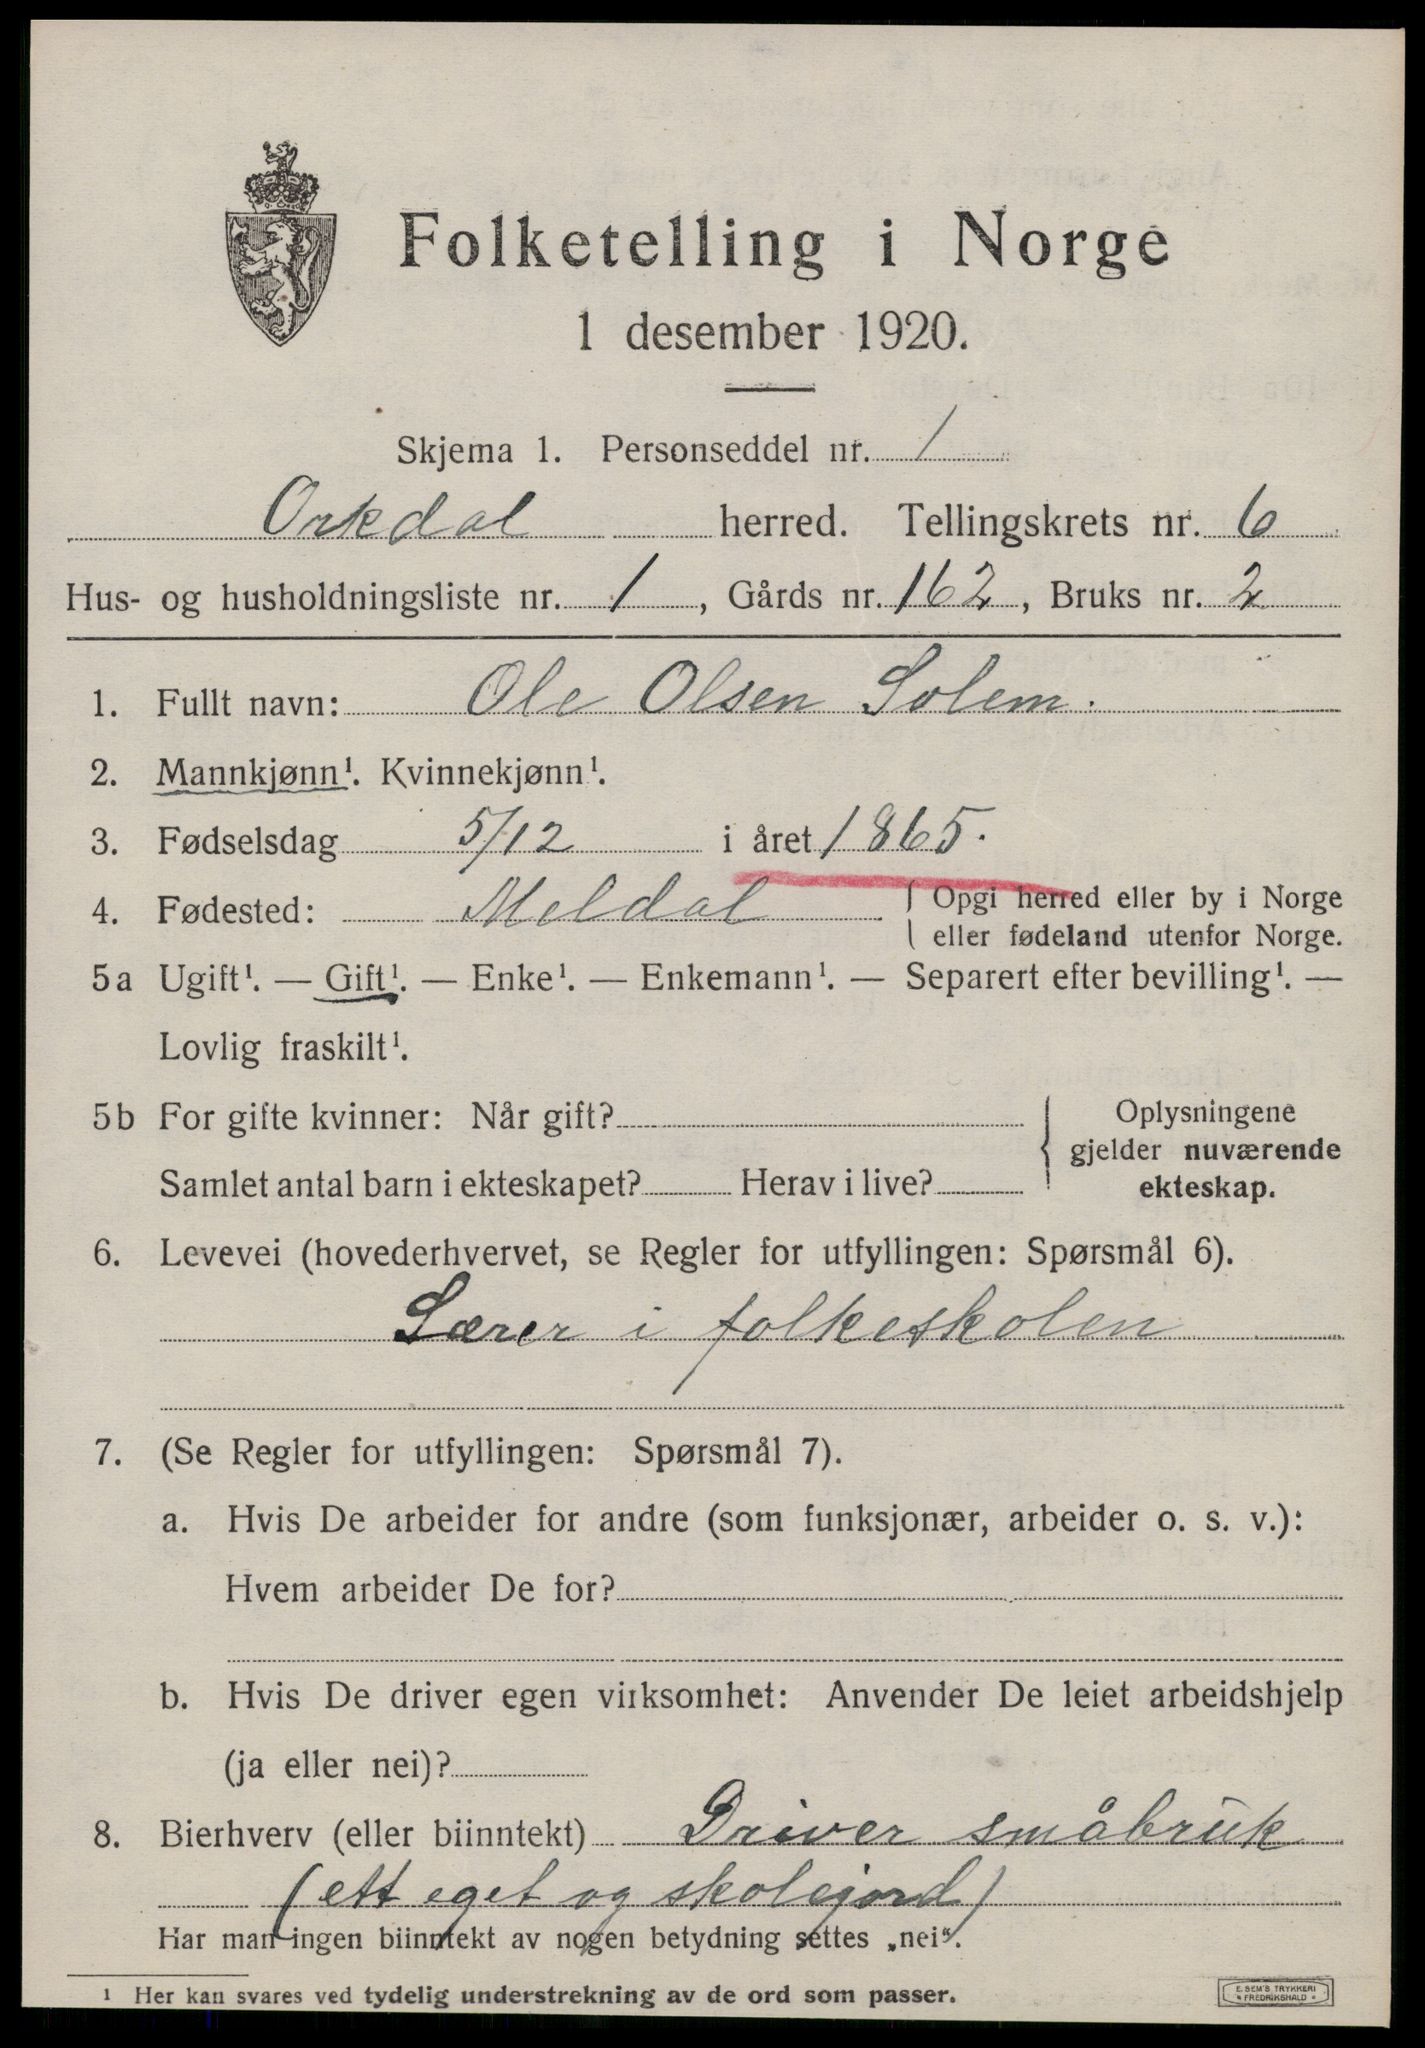 Folketelling i Norge
1 desember 1920.
Skjema 1. Personseddel nr. 1
Orkdal herred. Tellingskrets nr. 6
Hus- og husholdningsliste nr. 1, Gårds nr. 162, Bruks nr. 2
1. Fullt navn: Ole Olsen Solem.
2. Mannkjønn¹. Kvinnekjønn¹.
3. Fødselsdag 5/12 i året 1865.
4. Fødested: Meldal { Opgi herred eller by i Norge
eller fødeland utenfor Norge.
5a Ugift¹. — Gift¹. — Enke¹. — Enkemann¹. — Separert efter bevilling¹. —
Lovlig fraskilt¹.
5b For gifte kvinner: Når gift?
Samlet antal barn i ekteskapet? Herav i live?
{ Oplysningene
gjelder nuværende
ekteskap.
6. Levevei (hovederhvervet, se Regler for utfyllingen: Spørsmål 6).
Lærer i folkeskolen
7. (Se Regler for utfyllingen: Spørsmål 7).
a. Hvis De arbeider for andre (som funksjonær, arbeider o. s. v.):
Hvem arbeider De for?
b. Hvis De driver egen virksomhet: Anvender De leiet arbeidshjelp
(ja eller nei)?
8. Bierhverv (eller biinntekt) Driver småbruk
(ett eget og skolejord)
Har man ingen biinntekt av nogen betydning settes „nei“.
¹ Her kan svares ved tydelig understrekning av de ord som passer.
E. SEM'S TRYKKERI
* FREDRIKSHALD *